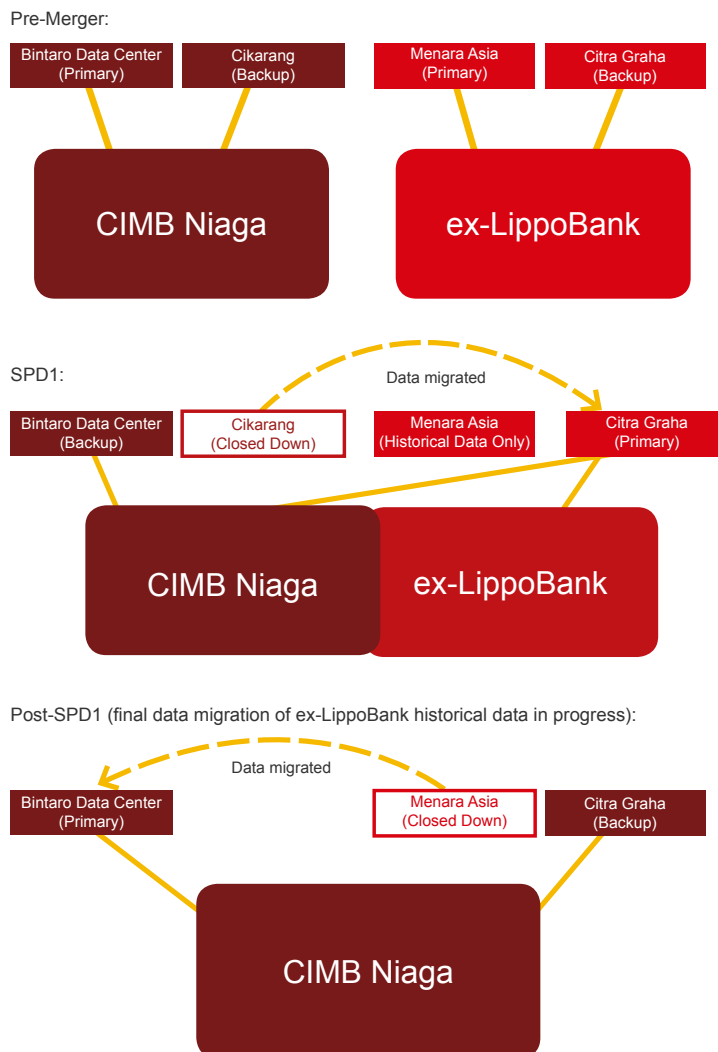 Pre-Merger:
Bintaro Data Center
(Primary)
Cikarang
(Backup)
Menara Asia
(Primary)
Citra Graha
(Backup)
CIMB Niaga
ex-LippoBank
SPD1:
Data migrated
Bintaro Data Center
(Backup)
Cikarang
(Closed Down)
Menara Asia
(Historical Data Only)
Citra Graha
(Primary)
CIMB Niaga
ex-LippoBank
Post-SPD1 (final data migration of ex-LippoBank historical data in progress):
Data migrated
Bintaro Data Center
(Primary)
Menara Asia
(Closed Down)
Citra Graha
(Backup)
CIMB Niaga